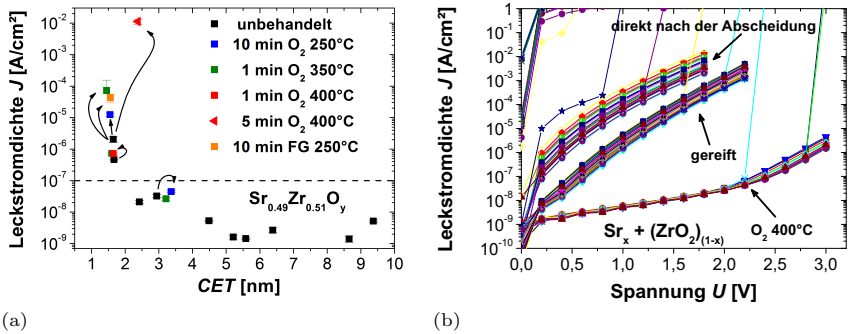 Leckstromdichte J [A/cm²]
10⁻²
10⁻³
10⁻⁴
10⁻⁵
10⁻⁶
10⁻⁷
10⁻⁸
10⁻⁹
unbehandelt
10 min O₂ 250°C
1 min O₂ 350°C
1 min O₂ 400°C
5 min O₂ 400°C
10 min FG 250°C
Sr₀.₄₉Zr₀.₅₁Oᵧ
1 2 3 4 5 6 7 8 9 10
CET [nm]
(a)
Leckstromdichte J [A/cm²]
1
10⁻¹
10⁻²
10⁻³
10⁻⁴
10⁻⁵
10⁻⁶
10⁻⁷
10⁻⁸
10⁻⁹
10⁻¹⁰
direkt nach der Abscheidung
gereift
O₂ 400°C
Srₓ + (ZrO₂)₍₁₋ₓ₎
0,0 0,5 1,0 1,5 2,0 2,5 3,0
Spannung U [V]
(b)